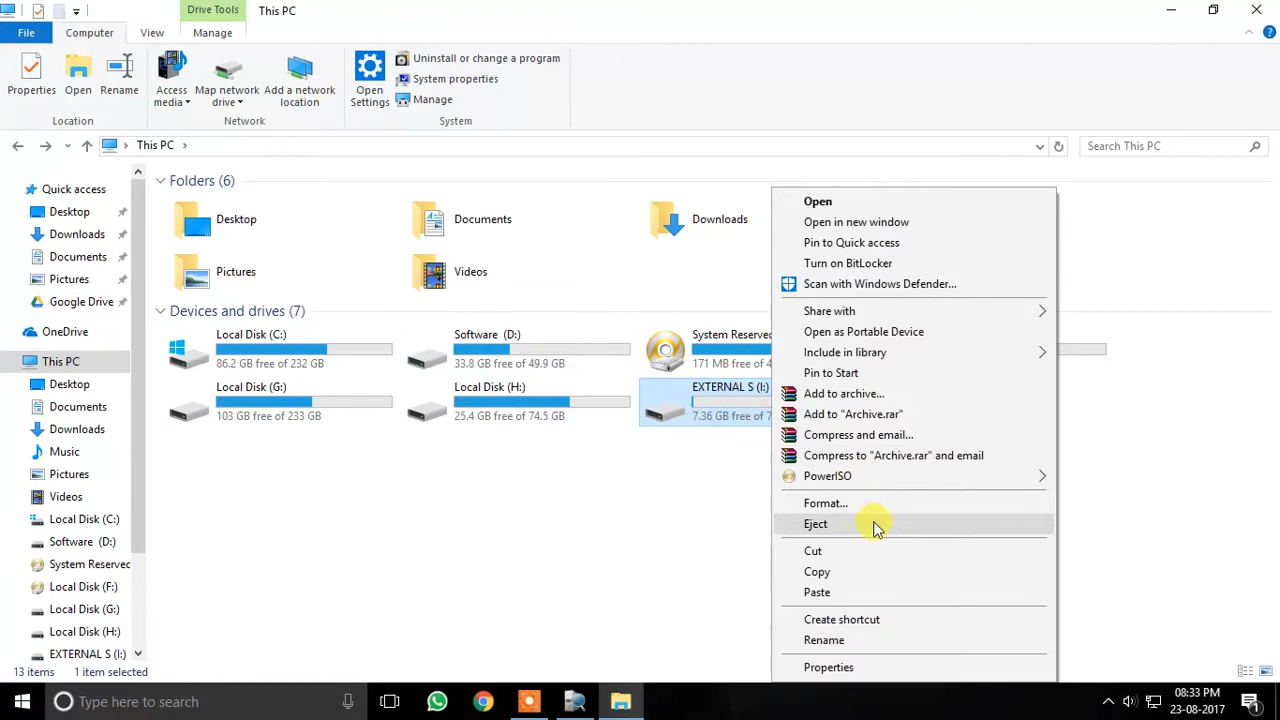 Drive Tools
This PC
File
Computer
View
Manage
Properties
Open
Rename
Access media
Map network drive
Add a network location
Open Settings
Uninstall or change a program
System properties
Manage
Location
Network
System
This PC
Search This PC
Quick access
Desktop
Downloads
Documents
Pictures
Google Drive
OneDrive
This PC
Desktop
Documents
Downloads
Music
Pictures
Videos
Local Disk (C:)
Software (D:)
System Reserve
Local Disk (F:)
Local Disk (G:)
Local Disk (H:)
EXTERNAL S (I:)
Folders (6)
Desktop
Documents
Downloads
Pictures
Videos
Devices and drives (7)
Local Disk (C:)
86.2 GB free of 232 GB
Software (D:)
33.8 GB free of 49.9 GB
System Reserved
171 MB free of 4
Local Disk (G:)
103 GB free of 233 GB
Local Disk (H:)
25.4 GB free of 74.5 GB
EXTERNAL S (I:)
7.36 GB free of 7
Open
Open in new window
Pin to Quick access
Turn on BitLocker
Scan with Windows Defender...
Share with
Open as Portable Device
Include in library
Pin to Start
Add to archive...
Add to "Archive.rar"
Compress and email...
Compress to "Archive.rar" and email
PowerISO
Format...
Eject
Cut
Copy
Paste
Create shortcut
Rename
Properties
13 items
1 item selected
Type here to search
08:33 PM
23-08-2017
1